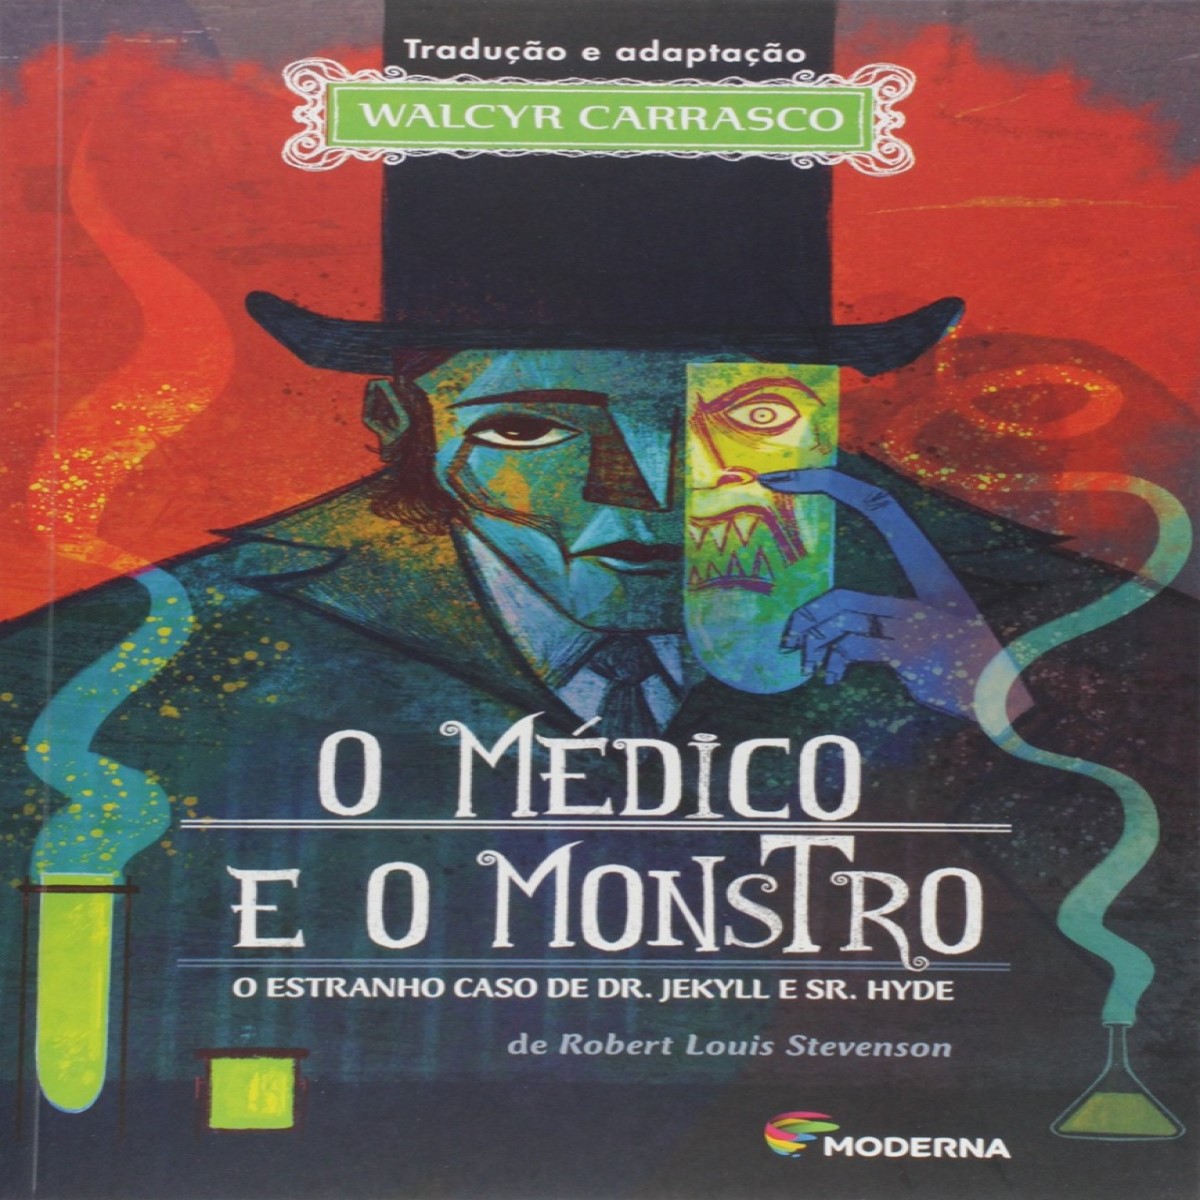 Tradução e adaptação
WALCYR CARRASCO
O MÉDICO
E O MONSTRO
O ESTRANHO CASO DE DR. JEKYLL E SR. HYDE
de Robert Louis Stevenson
MODERNA